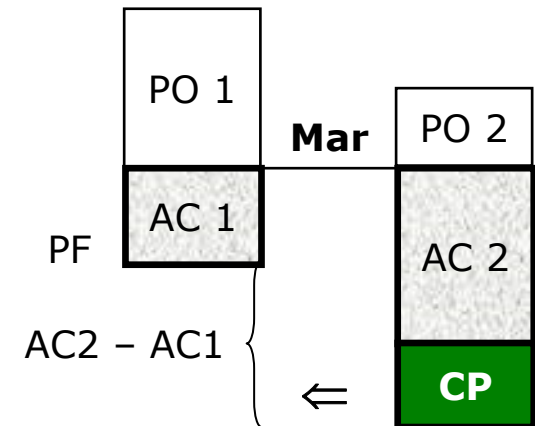 PO 1
Mar
PO 2
AC 1
PF
AC 2
AC2 – AC1
⇐
CP